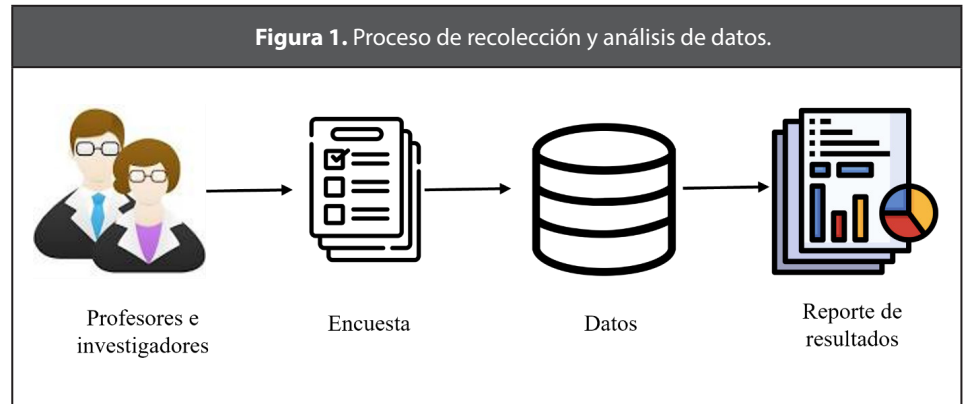 Figura 1. Proceso de recolección y análisis de datos.
Profesores e
investigadores
Encuesta
Datos
Reporte de
resultados